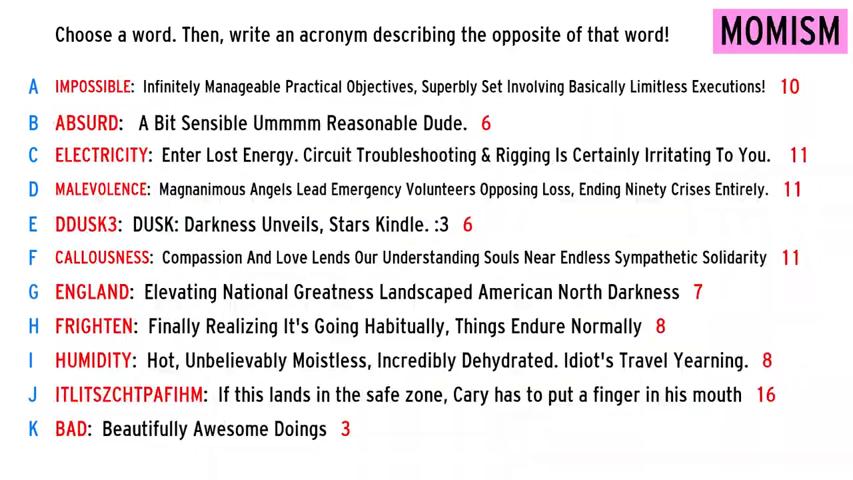 Choose a word. Then, write an acronym describing the opposite of that word!
MOMISM
A IMPOSSIBLE: Infinitely Manageable Practical Objectives, Superbly Set Involving Basically Limitless Executions! 10
B ABSURD: A Bit Sensible Ummmm Reasonable Dude. 6
C ELECTRICITY: Enter Lost Energy. Circuit Troubleshooting & Rigging Is Certainly Irritating To You. 11
D MALEVOLENCE: Magnanimous Angels Lead Emergency Volunteers Opposing Loss, Ending Ninety Crises Entirely. 11
E DDUSK3: DUSK: Darkness Unveils, Stars Kindle. :3 6
F CALLOUSNESS: Compassion And Love Lends Our Understanding Souls Near Endless Sympathetic Solidarity 11
G ENGLAND: Elevating National Greatness Landscaped American North Darkness 7
H FRIGHTEN: Finally Realizing It's Going Habitually, Things Endure Normally 8
I HUMIDITY: Hot, Unbelievably Moistless, Incredibly Dehydrated. Idiot's Travel Yearning. 8
J ITLITSZCHTPAFIHM: If this lands in the safe zone, Cary has to put a finger in his mouth 16
K BAD: Beautifully Awesome Doings 3